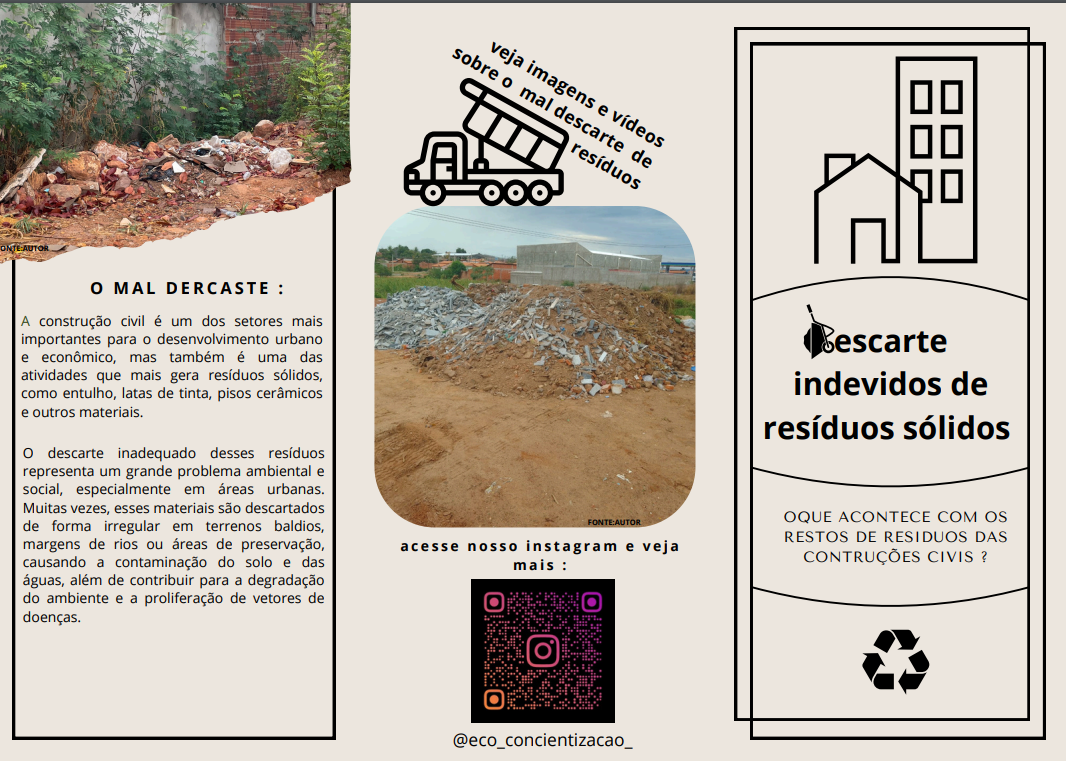 FONTE:AUTOR
O MAL DERCASTE :
A construção civil é um dos setores mais
importantes para o desenvolvimento urbano
e econômico, mas também é uma das
atividades que mais gera resíduos sólidos,
como entulho, latas de tinta, pisos cerâmicos
e outros materiais.
O descarte inadequado desses resíduos
representa um grande problema ambiental e
social, especialmente em áreas urbanas.
Muitas vezes, esses materiais são descartados
de forma irregular em terrenos baldios,
margens de rios ou áreas de preservação,
causando a contaminação do solo e das
águas, além de contribuir para a degradação
do ambiente e a proliferação de vetores de
doenças.
veja imagens e vídeos
sobre o mal descarte de
resíduos
FONTE:AUTOR
acesse nosso instagram e veja
mais :
@eco_concientizacao_
Descarte
indevidos de
resíduos sólidos
OQUE ACONTECE COM OS
RESTOS DE RESIDUOS DAS
CONTRUÇÕES CIVIS ?